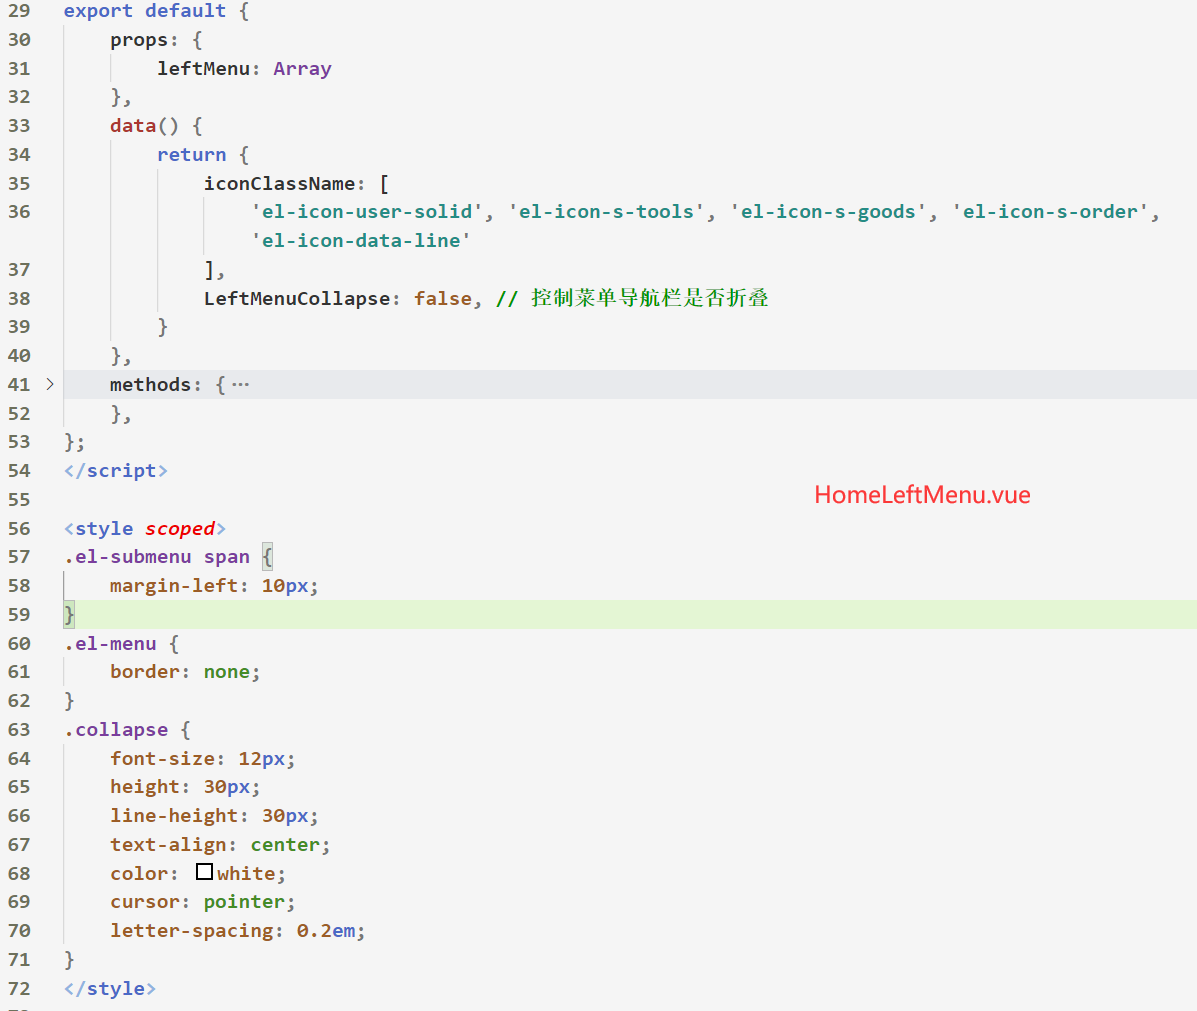 29 export default {
30 props: {
31 leftMenu: Array
32 },
33 data() {
34 return {
35 iconClassName: [
36 'el-icon-user-solid', 'el-icon-s-tools', 'el-icon-s-goods', 'el-icon-s-order',
'el-icon-data-line'
37 ],
38 LeftMenuCollapse: false, // 控制菜单导航栏是否折叠
39 }
40 },
41 > methods: { ···
52 },
53 };
54 </script>
55
HomeLeftMenu.vue
56 <style scoped>
57 .el-submenu span {
58 margin-left: 10px;
59 }
60 .el-menu {
61 border: none;
62 }
63 .collapse {
64 font-size: 12px;
65 height: 30px;
66 line-height: 30px;
67 text-align: center;
68 color: white;
69 cursor: pointer;
70 letter-spacing: 0.2em;
71 }
72 </style>